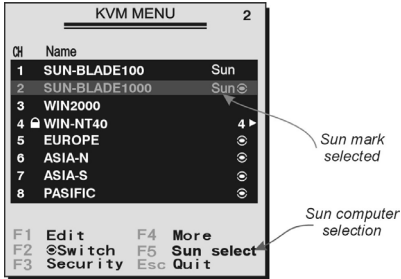 KVM MENU 2
CH Name
1 SUN-BLADE100 Sun
2 SUN-BLADE1000 Sun
3 WIN2000
4 WIN-NT40 4
5 EUROPE
6 ASIA-N
7 ASIA-S
8 PASIFIC
Sun mark
selected
Sun computer
selection
F1 Edit F4 More
F2 Switch F5 Sun select
F3 Security Esc Quit